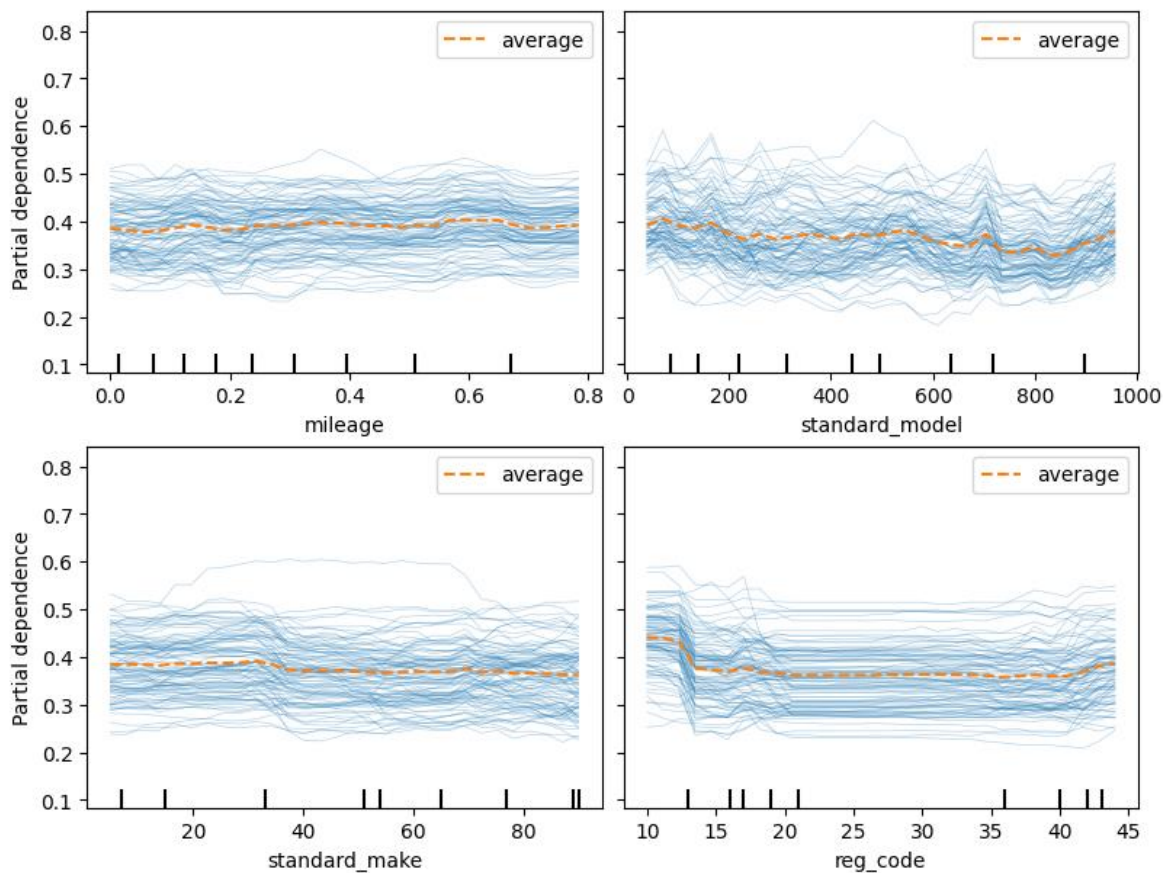 average
average
0.8
0.7
0.6
0.5
0.4
0.3
0.2
0.1
Partial dependence
0.0 0.2 0.4 0.6 0.8
mileage
0 200 400 600 800 1000
standard_model
average
average
0.8
0.7
0.6
0.5
0.4
0.3
0.2
0.1
Partial dependence
20 40 60 80
standard_make
10 15 20 25 30 35 40 45
reg_code